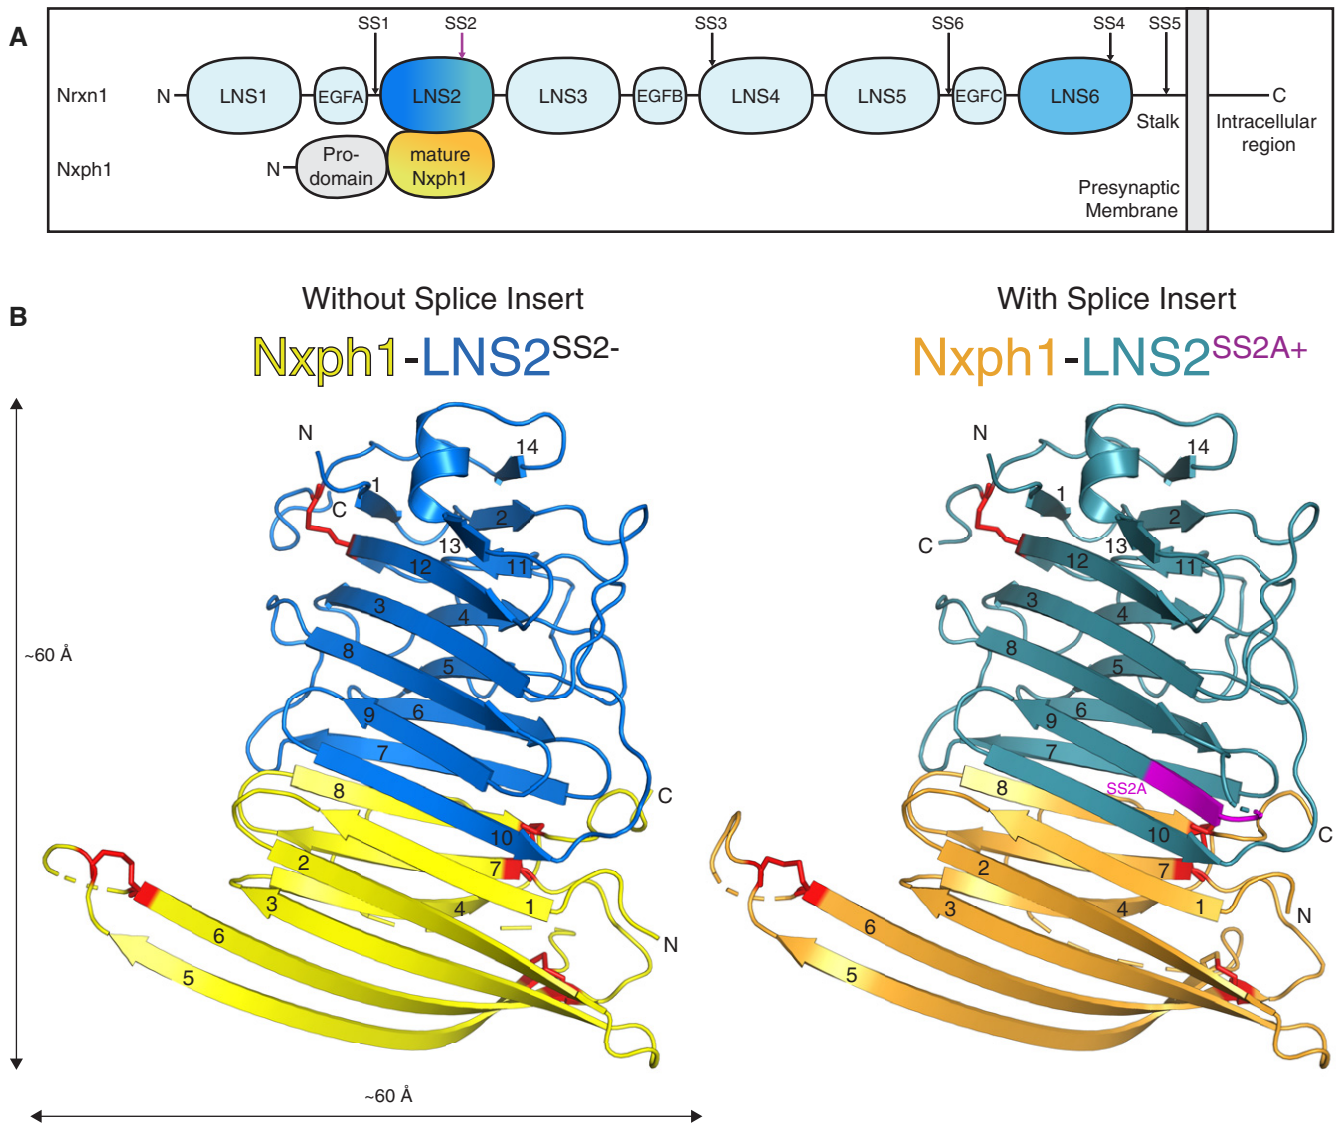 A
SS1 SS2 SS3 SS6 SS4 SS5
Nrxn1 N LNS1 EGFA LNS2 LNS3 EGFB LNS4 LNS5 EGFC LNS6 C
Stalk Intracellular
region
Nxph1 N Pro-
domain
mature
Nxph1
Presynaptic
Membrane
B
Without Splice Insert
Nxph1-LNS2SS2-
With Splice Insert
Nxph1-LNS2SS2A+
~60 Å
N
14
1
C
2
13
11
12
3
4
8
5
9
6
7
8
C
10
2
7
3
4
1
6
N
5
~60 Å
N
14
1
2
C
13
11
12
3
4
8
5
9
6
7
SS2A
8
10
C
2
7
3
4
1
N
6
5